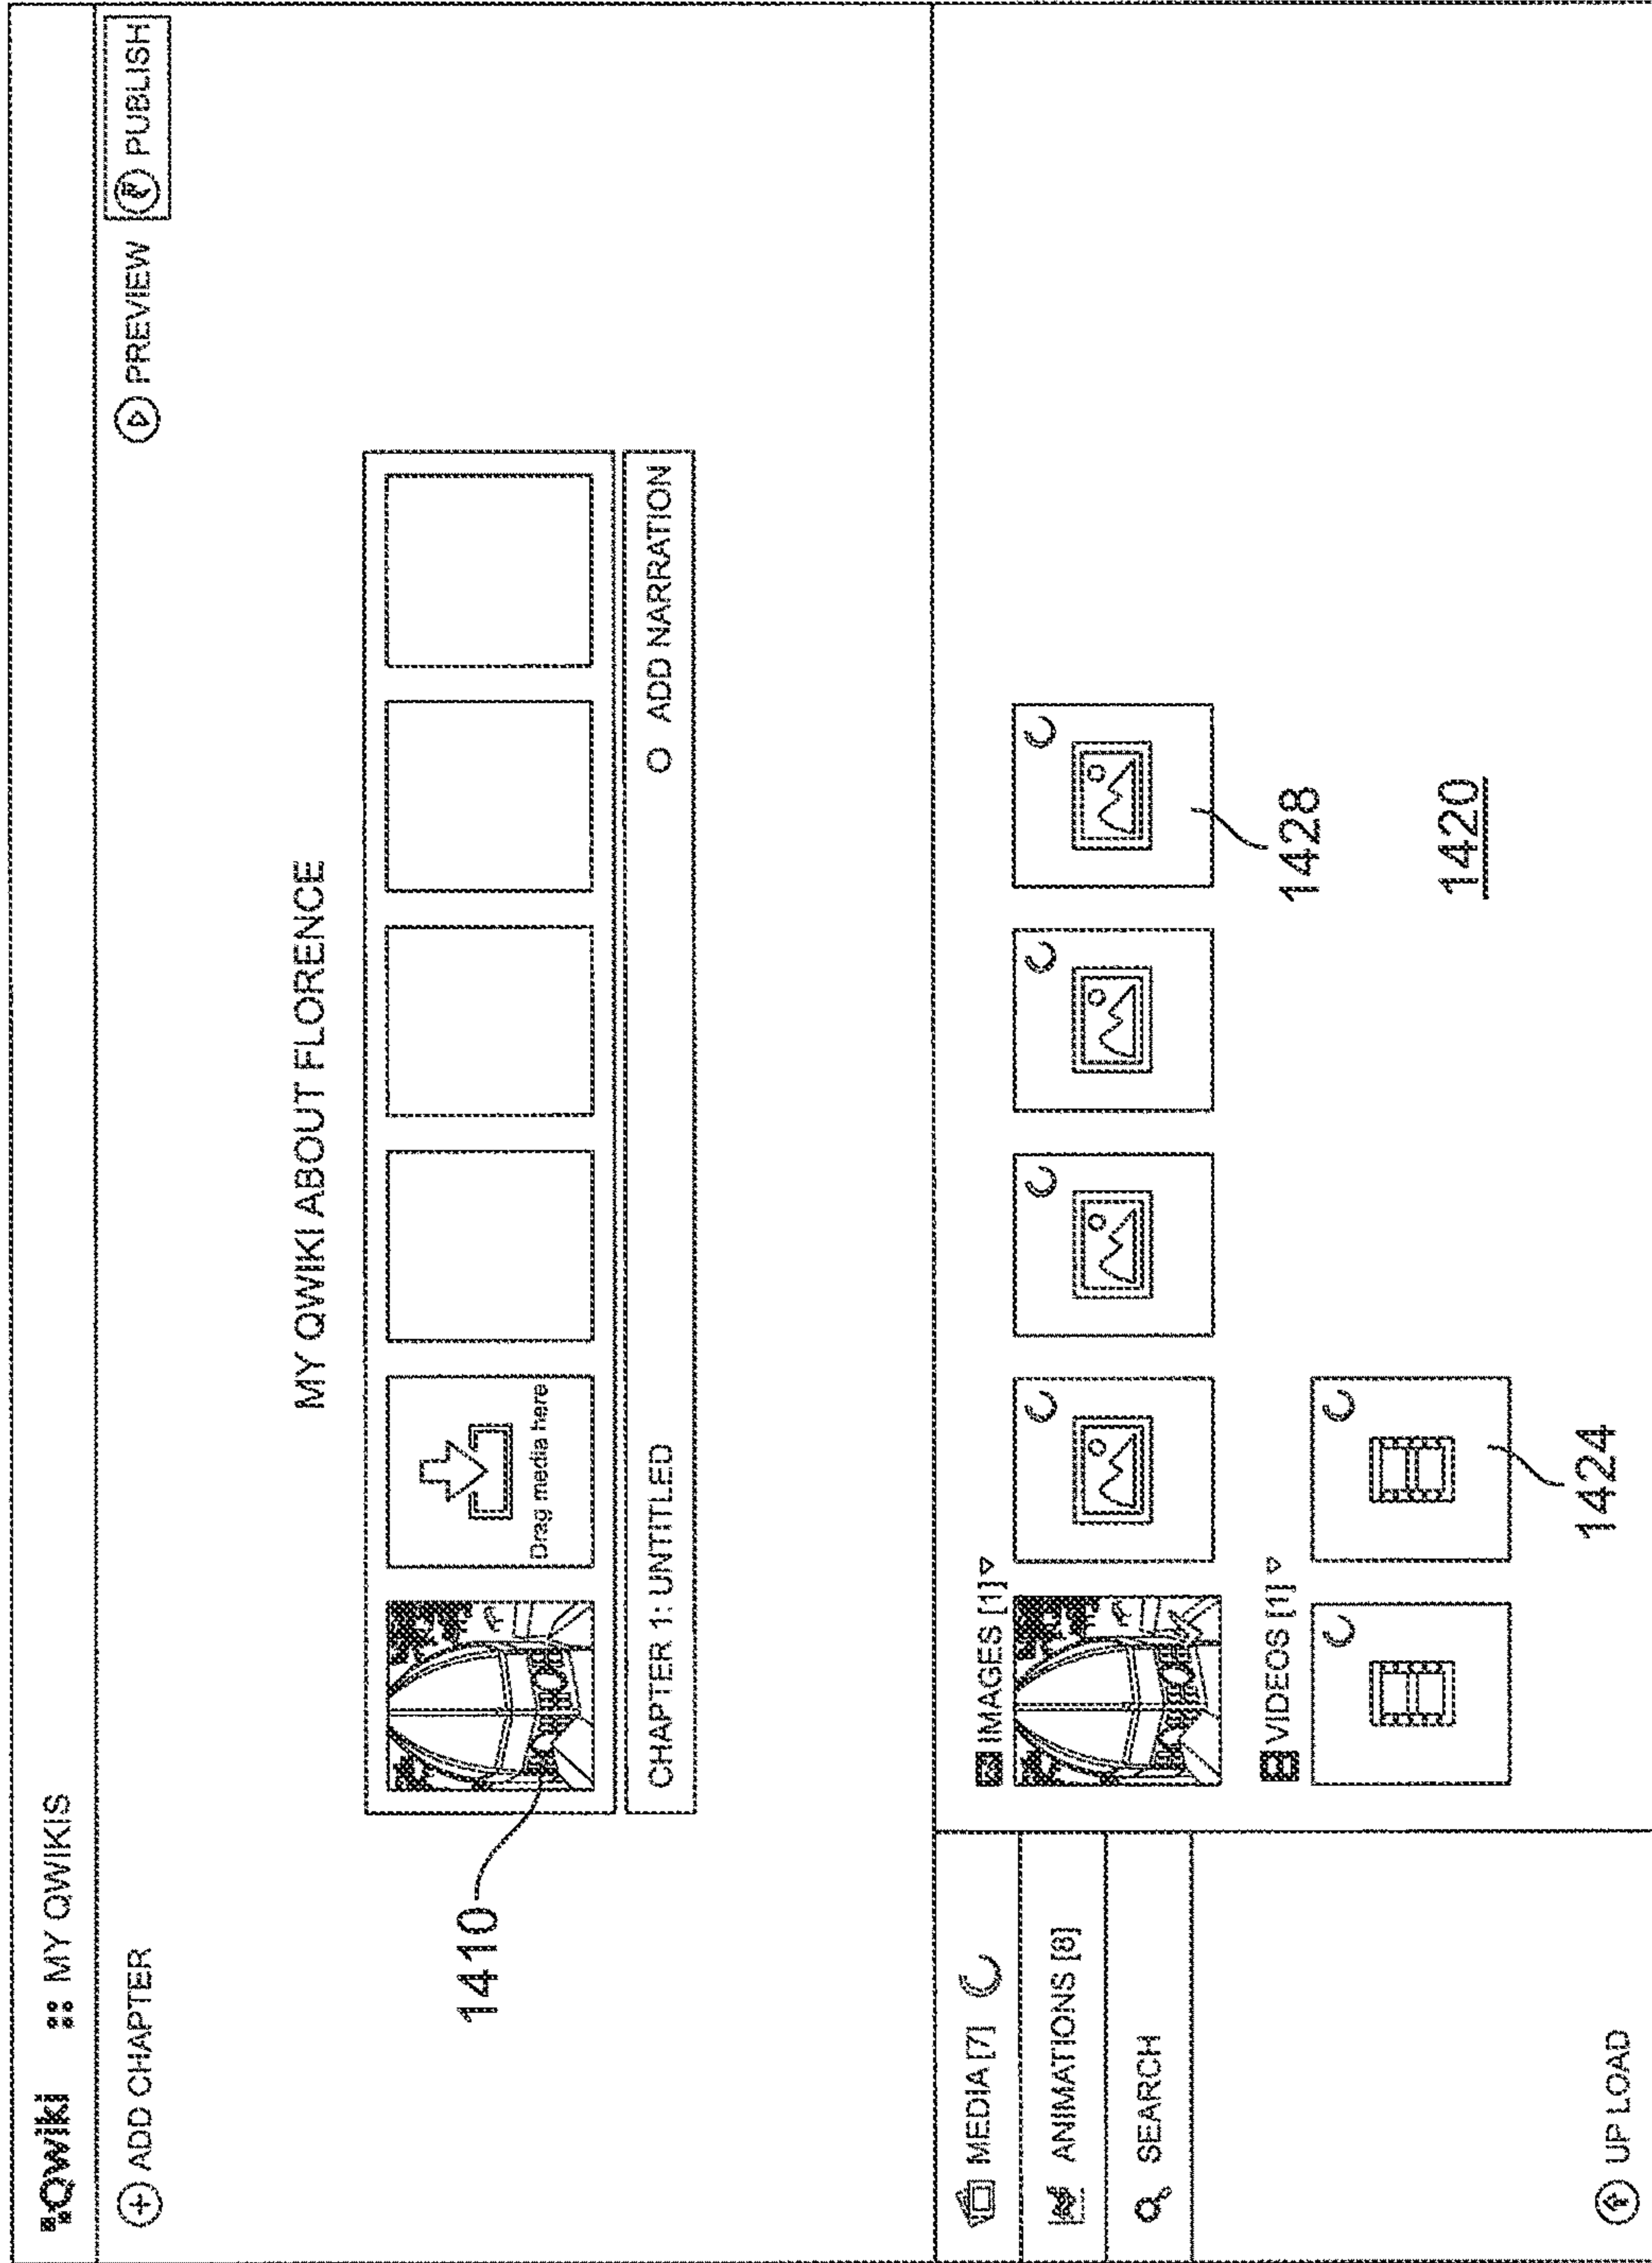 Qwiki MY QWIKIS
ADD CHAPTER
PREVIEW
PUBLISH
MY QWIKI ABOUT FLORENCE
Drag media here
1410
CHAPTER 1: UNTITLED
ADD NARRATION
MEDIA [7]
ANIMATIONS [8]
SEARCH
UP LOAD
IMAGES [1]
1428
VIDEOS [1]
1424
1420